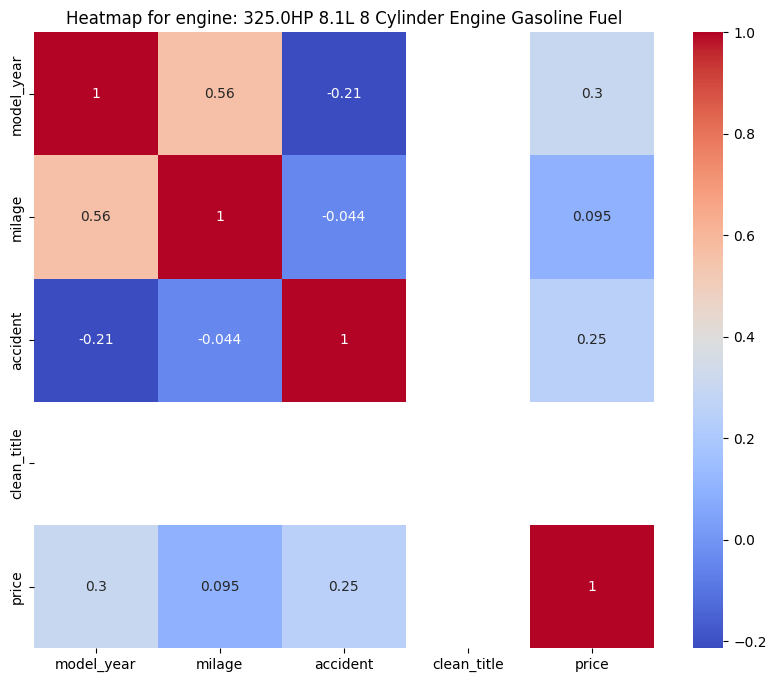 Heatmap for engine: 325.0HP 8.1L 8 Cylinder Engine Gasoline Fuel
model_year 1 0.56 -0.21 0.3
milage 0.56 1 -0.044 0.095
accident -0.21 -0.044 1 0.25
clean_title
price 0.3 0.095 0.25 1
model_year milage accident clean_title price
1.0
0.8
0.6
0.4
0.2
0.0
−0.2